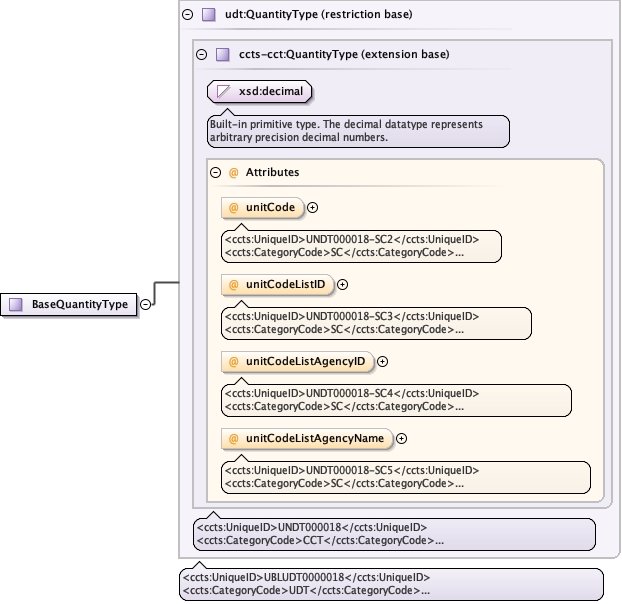 udt:QuantityType (restriction base)
ccts-cct:QuantityType (extension base)
xsd:decimal
Built-in primitive type. The decimal datatype represents
arbitrary precision decimal numbers.
@ Attributes
@ unitCode
<ccts:UniqueID>UNDT000018-SC2</ccts:UniqueID>
<ccts:CategoryCode>SC</ccts:CategoryCode>...
@ unitCodeListID
<ccts:UniqueID>UNDT000018-SC3</ccts:UniqueID>
<ccts:CategoryCode>SC</ccts:CategoryCode>...
BaseQuantityType
@ unitCodeListAgencyID
<ccts:UniqueID>UNDT000018-SC4</ccts:UniqueID>
<ccts:CategoryCode>SC</ccts:CategoryCode>...
@ unitCodeListAgencyName
<ccts:UniqueID>UNDT000018-SC5</ccts:UniqueID>
<ccts:CategoryCode>SC</ccts:CategoryCode>...
<ccts:UniqueID>UNDT000018</ccts:UniqueID>
<ccts:CategoryCode>CCT</ccts:CategoryCode>...
<ccts:UniqueID>UBLUDT0000018</ccts:UniqueID>
<ccts:CategoryCode>UDT</ccts:CategoryCode>...